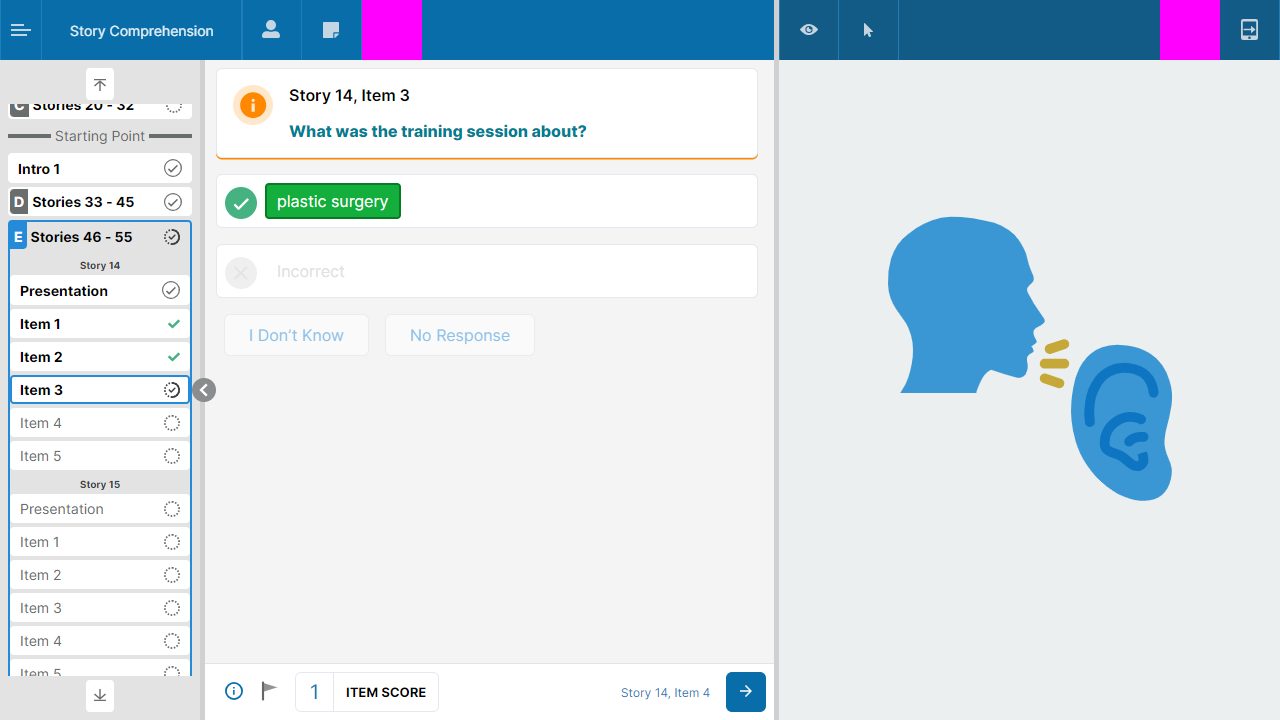 Story Comprehension
C Stories 20 - 32
Starting Point
Intro 1
D Stories 33 - 45
E Stories 46 - 55
Story 14
Presentation
Item 1
Item 2
Item 3
Item 4
Item 5
Story 15
Presentation
Item 1
Item 2
Item 3
Item 4
Item 5
Story 14, Item 3
What was the training session about?
plastic surgery
Incorrect
I Don't Know
No Response
1 ITEM SCORE
Story 14, Item 4